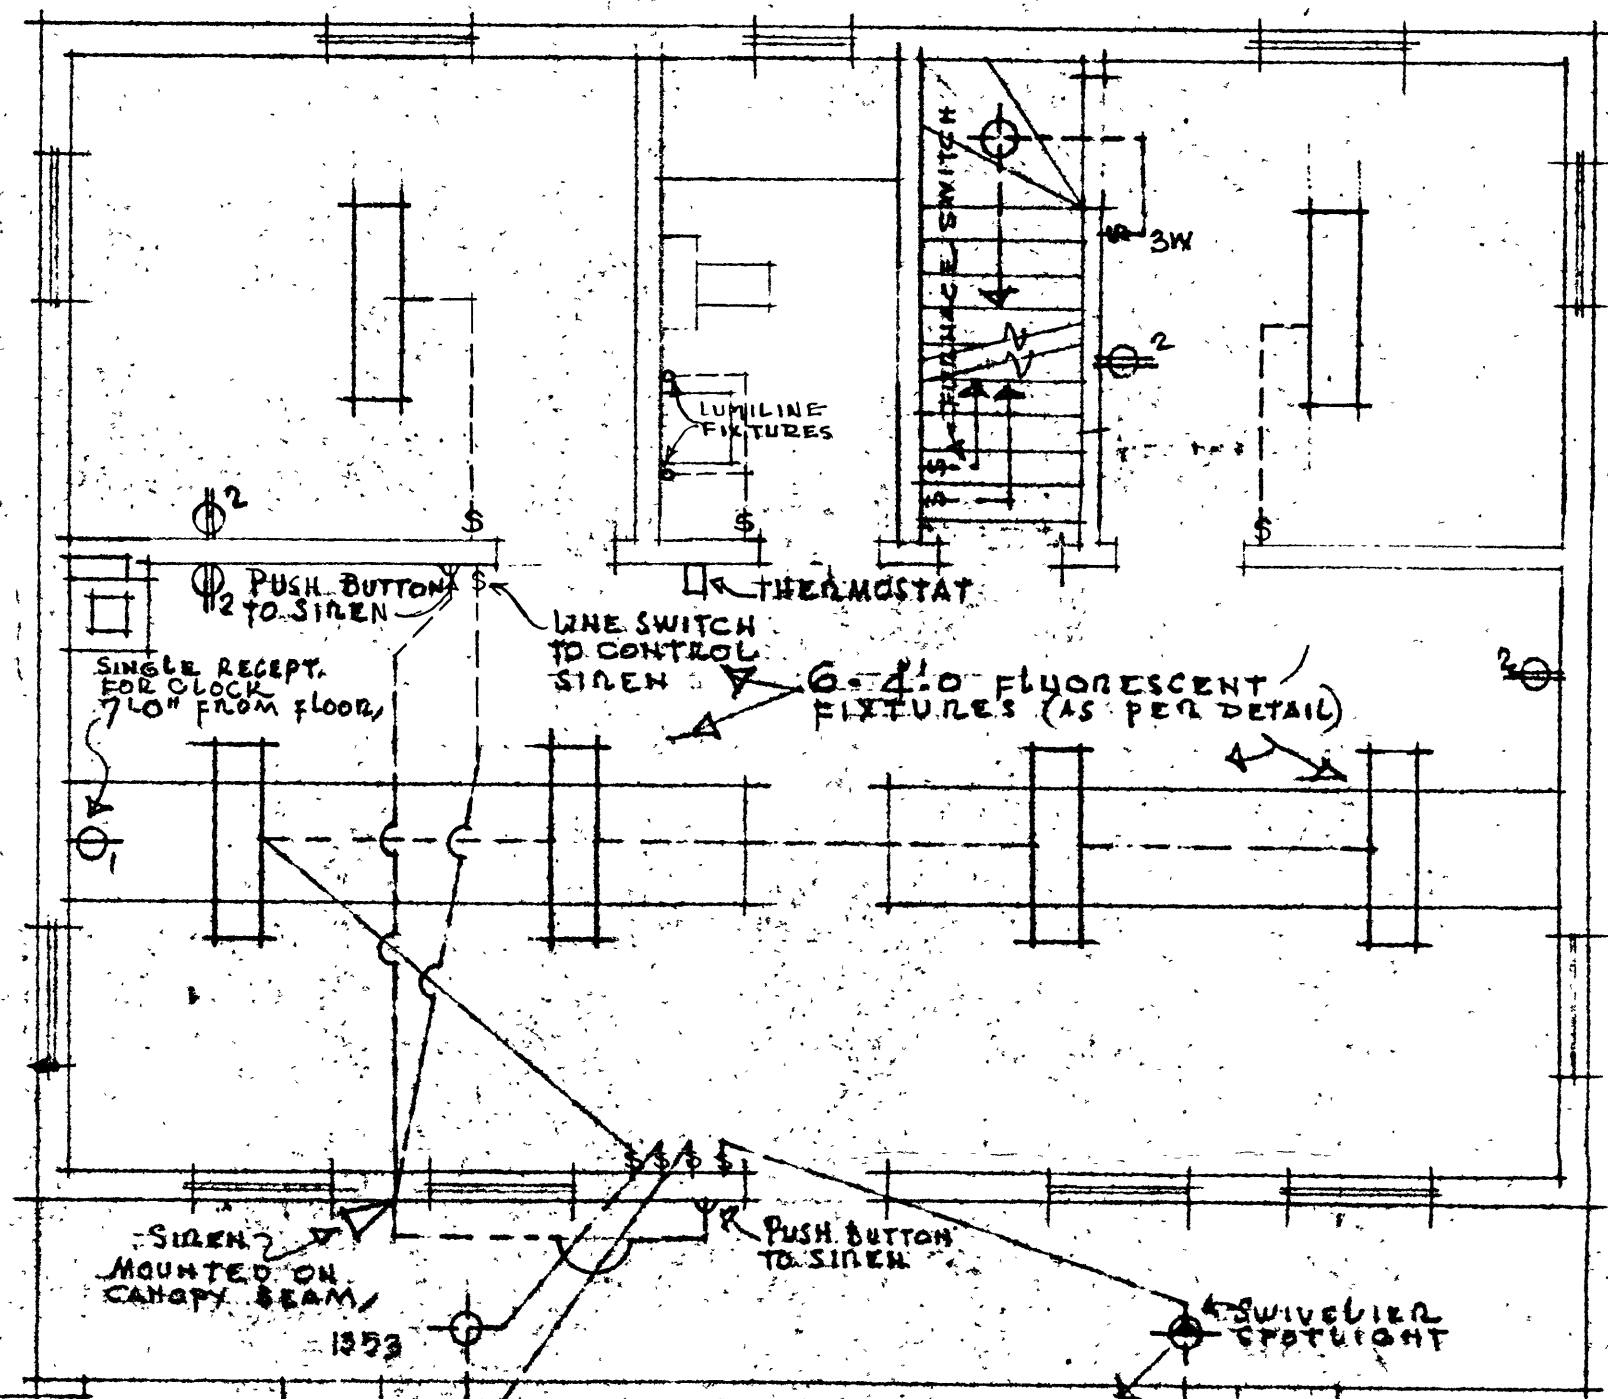 FURNACE SWITCH
3W
2
LUMILINE
FIXTURES
2
$
$
$
$
$
2
PUSH BUTTON
TO SIREN
$
THERMOSTAT
LINE SWITCH
TO CONTROL
SIREN
SINGLE RECEPT.
FOR CLOCK
7'0" FROM FLOOR
6-4'-0 FLUORESCENT
FIXTURES (AS PER DETAIL)
2
1
$ $ $ $
SIREN
MOUNTED ON
CANOPY BEAM
PUSH BUTTON
TO SIREN
1353
SWIVELIER
SPOTLIGHT